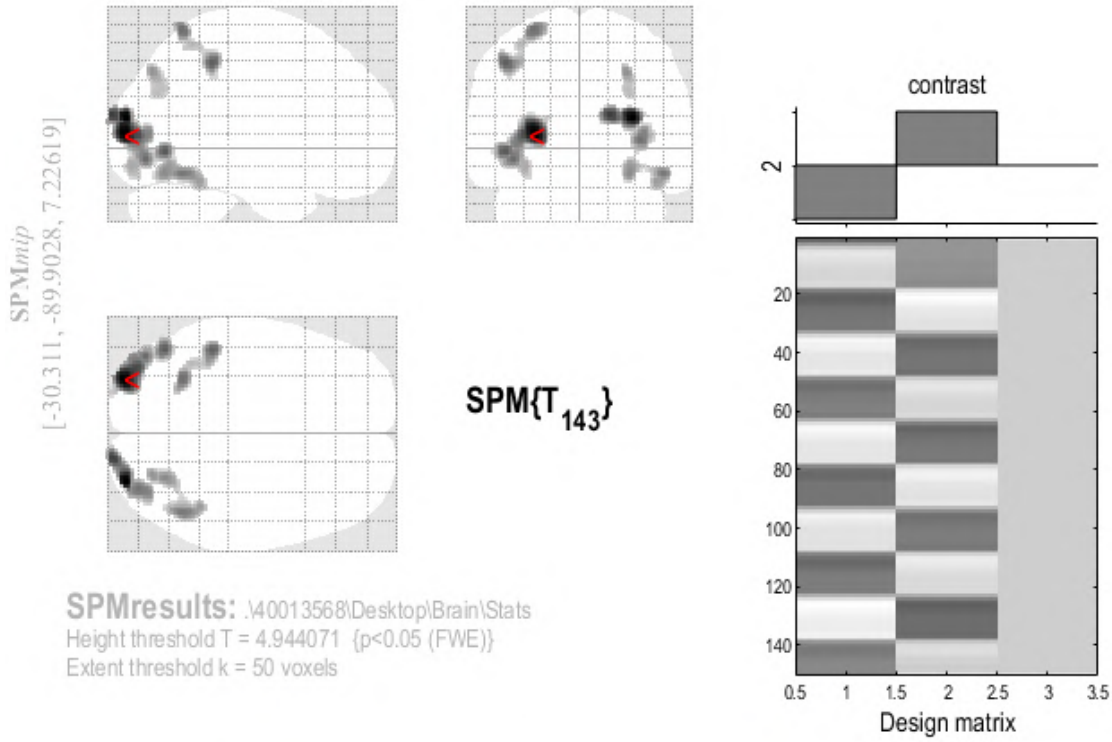 SPMmip
[-30.311, -89.9028, 7.22619]
<
<
<
SPM{T143}
SPMresults: .\40013568\Desktop\Brain\Stats
Height threshold T = 4.944071 {p<0.05 (FWE)}
Extent threshold k = 50 voxels
contrast
2
20
40
60
80
100
120
140
0.5 1 1.5 2 2.5 3 3.5
Design matrix